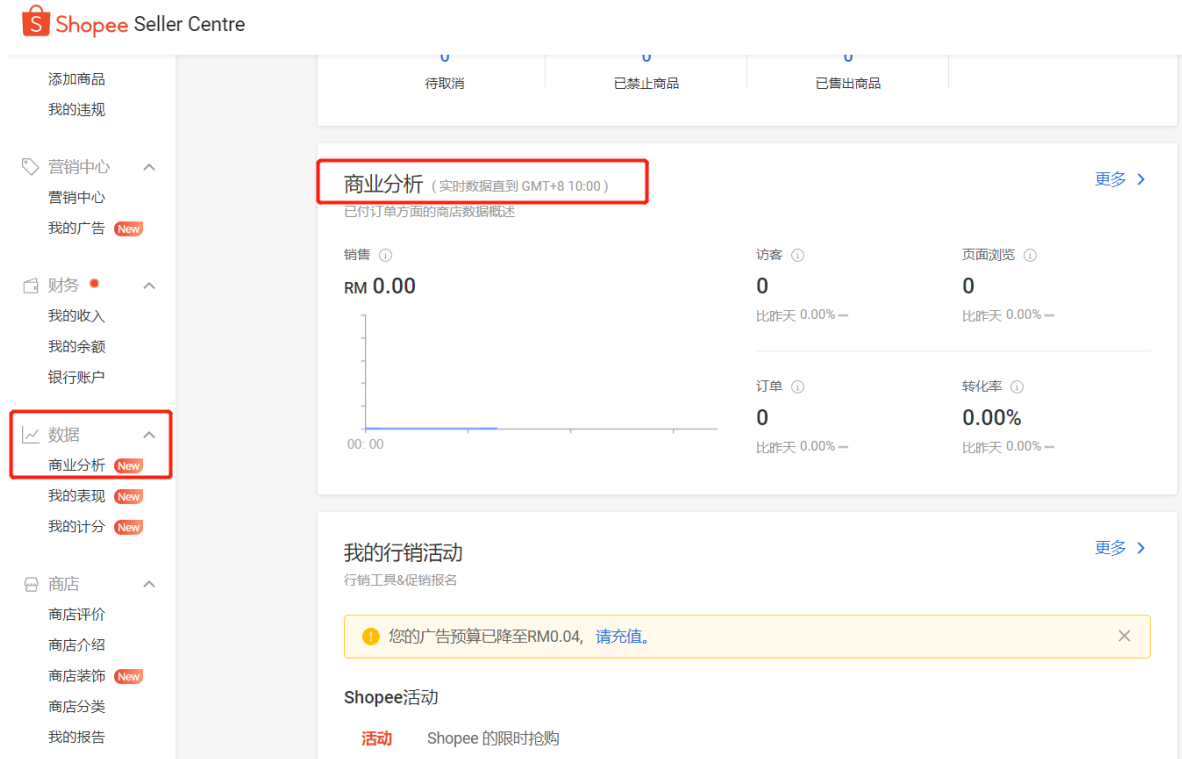 Shopee Seller Centre
添加商品
我的违规
营销中心
营销中心
我的广告 New
财务
我的收入
我的余额
银行账户
数据
商业分析 New
我的表现 New
我的计分 New
商店
商店评价
商店介绍
商店装饰 New
商店分类
我的报告
0 0 0
待取消 已禁止商品 已售出商品
商业分析 ( 实时数据直到 GMT+8 10:00 ) 更多
已付订单方面的商店数据概述
销售
RM 0.00
00: 00
访客 页面浏览
0 0
比昨天 0.00% 比昨天 0.00%
订单 转化率
0 0.00%
比昨天 0.00% 比昨天 0.00%
我的行销活动 更多
行销工具&促销报名
您的广告预算已降至RM0.04, 请充值。
Shopee活动
活动 Shopee 的限时抢购